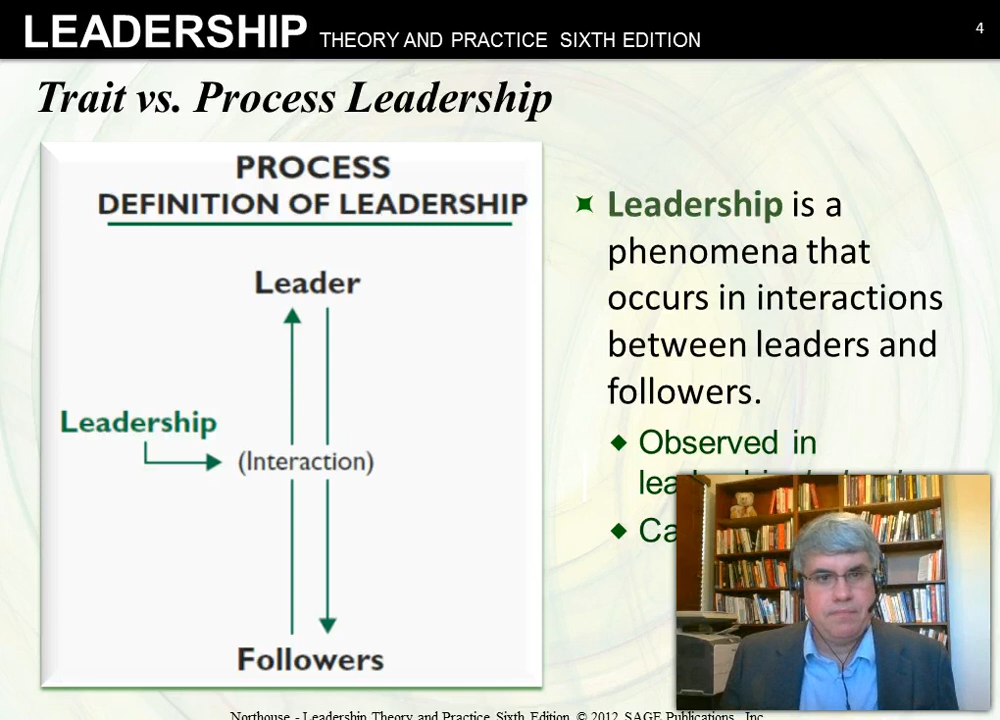 LEADERSHIP THEORY AND PRACTICE SIXTH EDITION
4
Trait vs. Process Leadership
PROCESS
DEFINITION OF LEADERSHIP
Leader
Leadership
(Interaction)
Followers
Leadership is a
phenomena that
occurs in interactions
between leaders and
followers.
Observed in
Northouse - Leadership Theory and Practice, Sixth Edition © 2012 SAGE Publications, Inc.